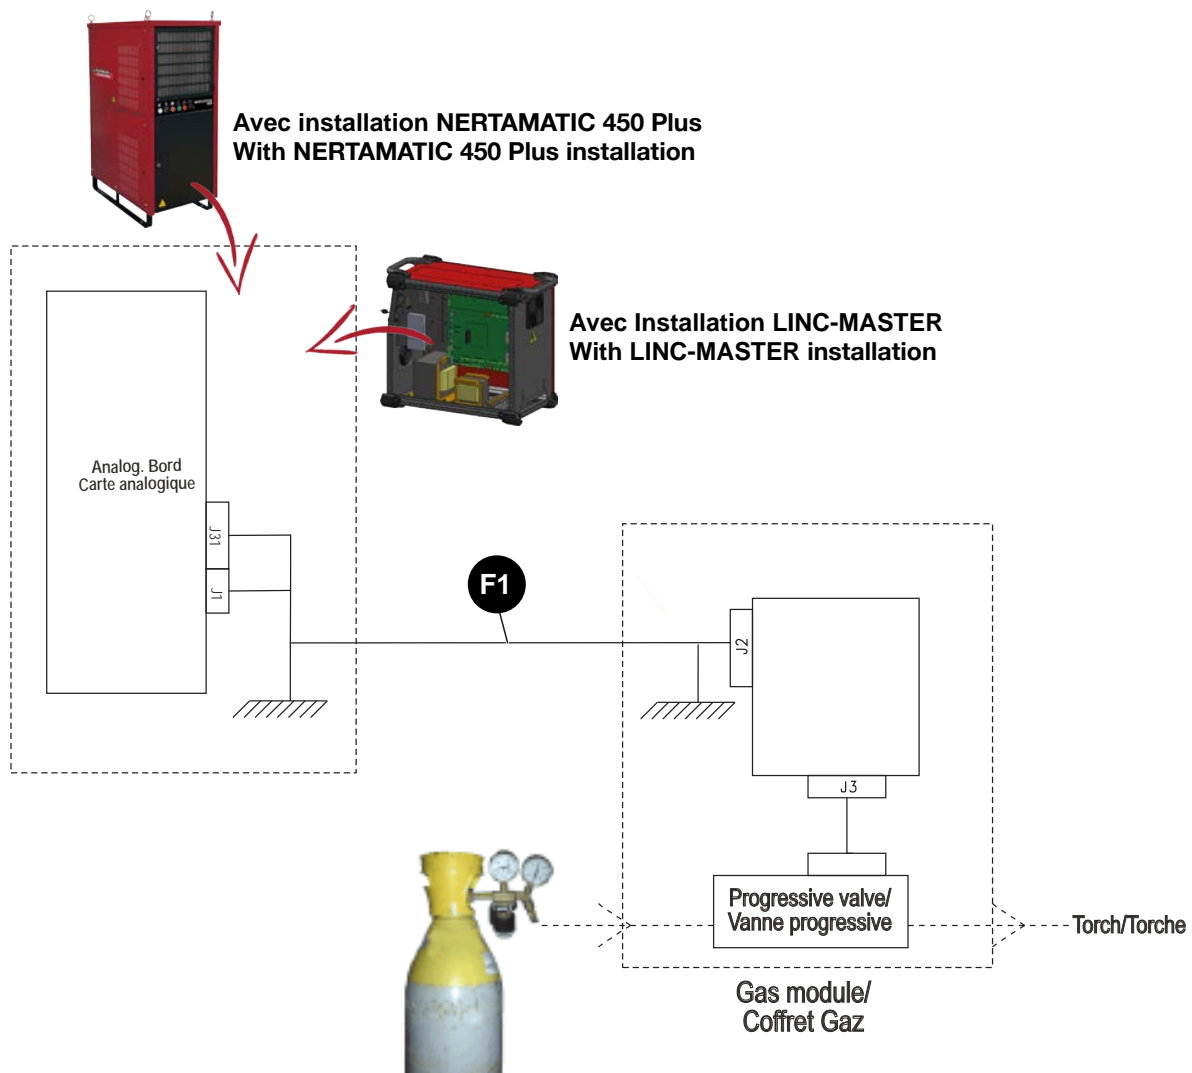 Avec installation NERTAMATIC 450 Plus
With NERTAMATIC 450 Plus installation
Avec Installation LINC-MASTER
With LINC-MASTER installation
Analog. Bord
Carte analogique
J31
J1
F1
J2
J3
Progressive valve/
Vanne progressive
Torch/Torche
Gas module/
Coffret Gaz